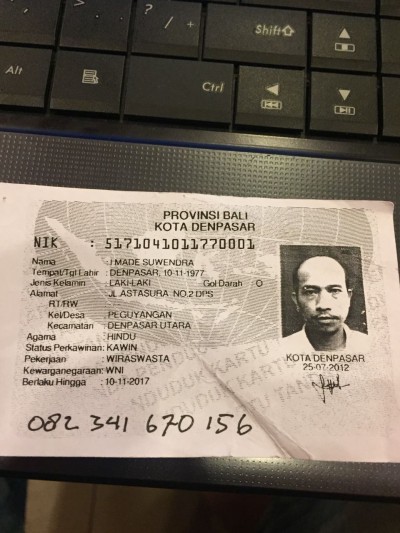 ? /
Shift⇧
Alt
Ctrl
PROVINSI BALI
KOTA DENPASAR
NIK : 5171041011770001
Nama : I MADE SUWENDRA
Tempat/Tgl Lahir : DENPASAR, 10-11-1977
Jenis Kelamin : LAKI-LAKI Gol Darah : O
Alamat : JL.ASTASURA NO.2 DPS
RT/RW
Kel/Desa : PEGUYANGAN
Kecamatan : DENPASAR UTARA
Agama : HINDU
Status Perkawinan: KAWIN
Pekerjaan : WIRASWASTA
Kewarganegaraan: WNI
Berlaku Hingga : 10-11-2017
KOTA DENPASAR
25-07-2012
082 341 670 156